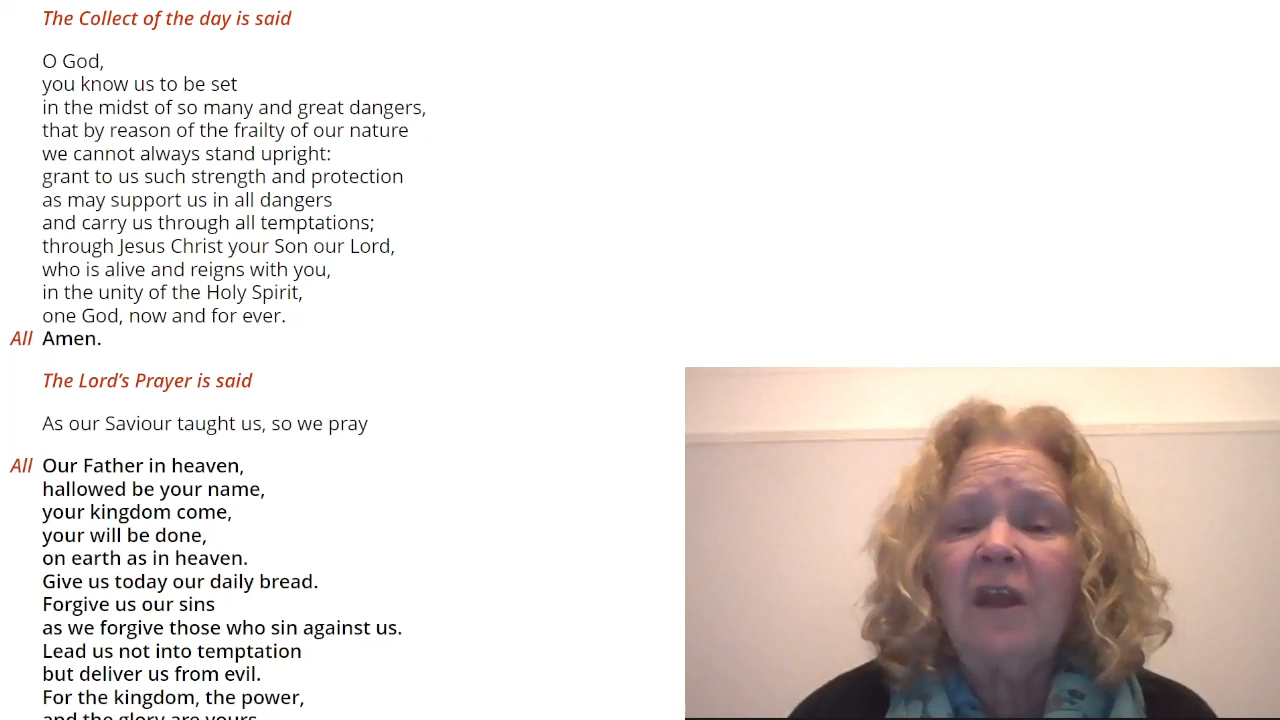 The Collect of the day is said
O God,
you know us to be set
in the midst of so many and great dangers,
that by reason of the frailty of our nature
we cannot always stand upright:
grant to us such strength and protection
as may support us in all dangers
and carry us through all temptations;
through Jesus Christ your Son our Lord,
who is alive and reigns with you,
in the unity of the Holy Spirit,
one God, now and for ever.
All Amen.
The Lord’s Prayer is said
As our Saviour taught us, so we pray
All Our Father in heaven,
hallowed be your name,
your kingdom come,
your will be done,
on earth as in heaven.
Give us today our daily bread.
Forgive us our sins
as we forgive those who sin against us.
Lead us not into temptation
but deliver us from evil.
For the kingdom, the power,
and the glory are yours